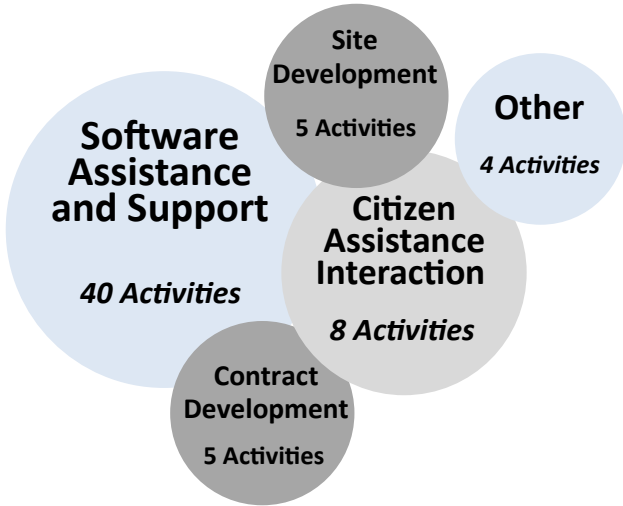 Site
Development
5 Activities
Other
4 Activities
Software
Assistance
and Support
40 Activities
Citizen
Assistance
Interaction
8 Activities
Contract
Development
5 Activities